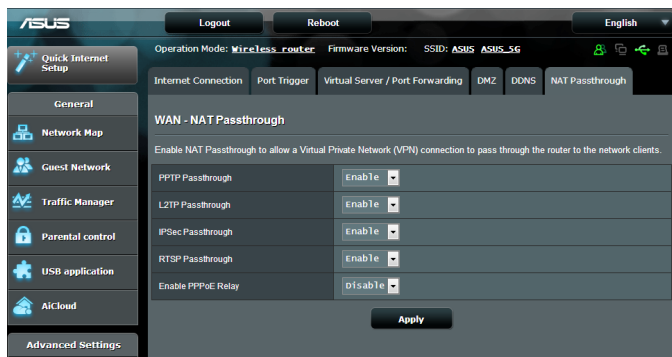 ASUS
Logout
Reboot
English
Quick Internet Setup
Operation Mode: Wireless router Firmware Version: SSID: ASUS ASUS_5G
Internet Connection
Port Trigger
Virtual Server / Port Forwarding
DMZ
DDNS
NAT Passthrough
General
Network Map
Guest Network
Traffic Manager
Parental control
USB application
AiCloud
Advanced Settings
WAN - NAT Passthrough
Enable NAT Passthrough to allow a Virtual Private Network (VPN) connection to pass through the router to the network clients.
PPTP Passthrough Enable
L2TP Passthrough Enable
IPSec Passthrough Enable
RTSP Passthrough Enable
Enable PPPoE Relay Disable
Apply